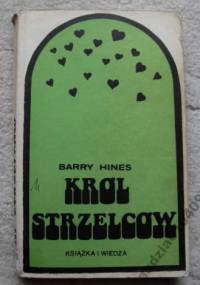 BARRY HINES
KRÓL
STRZELCÓW
KSIĄŻKA I WIEDZA